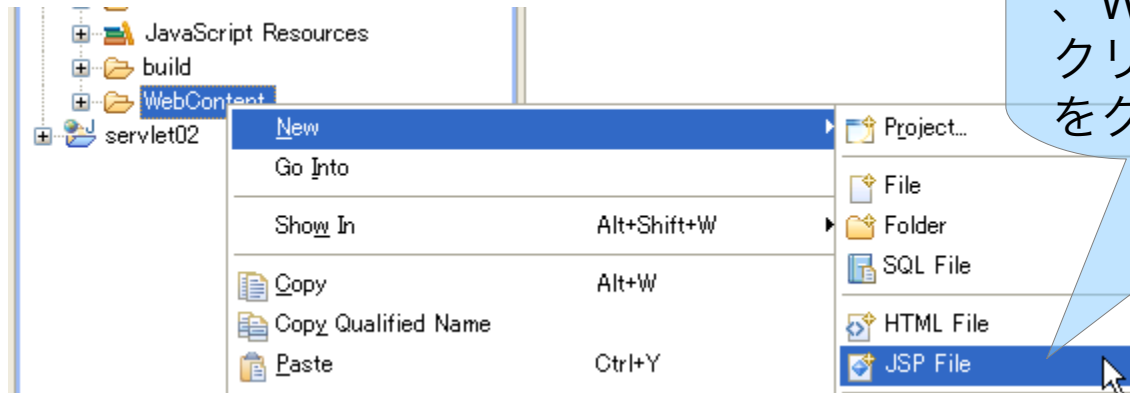 JavaScript Resources
build
WebContent
servlet02
New
Go Into
Show In Alt+Shift+W
Copy Alt+W
Copy Qualified Name
Paste Ctrl+Y
Project...
File
Folder
SQL File
HTML File
JSP File
、W
クリ
をク